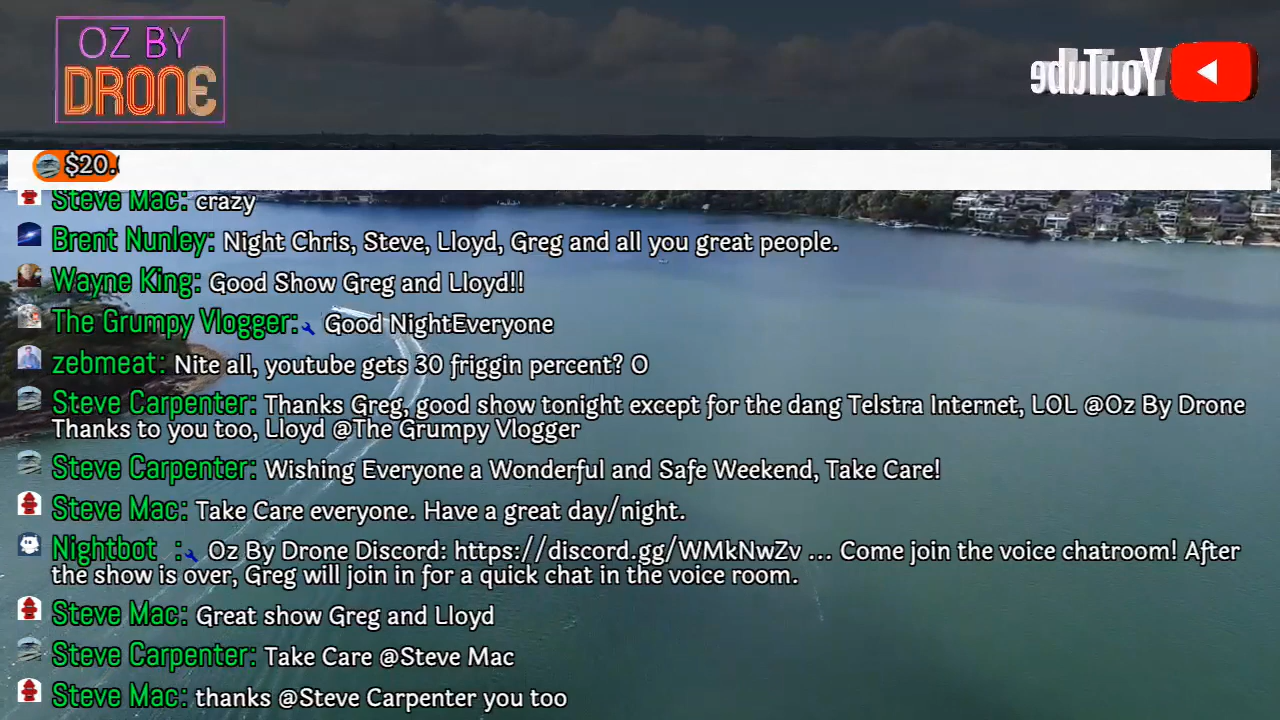 OZ BY
DRONE
YouTube
$20.
Steve Mac: crazy
Brent Nunley: Night Chris, Steve, Lloyd, Greg and all you great people.
Wayne King: Good Show Greg and Lloyd!!
The Grumpy Vlogger: Good NightEveryone
zebmeat: Nite all, youtube gets 30 friggin percent? O
Steve Carpenter: Thanks Greg, good show tonight except for the dang Telstra Internet, LOL @Oz By Drone
Thanks to you too, Lloyd @The Grumpy Vlogger
Steve Carpenter: Wishing Everyone a Wonderful and Safe Weekend, Take Care!
Steve Mac: Take Care everyone. Have a great day/night.
Nightbot : Oz By Drone Discord: https://discord.gg/WMkNwZv ... Come join the voice chatroom! After
the show is over, Greg will join in for a quick chat in the voice room.
Steve Mac: Great show Greg and Lloyd
Steve Carpenter: Take Care @Steve Mac
Steve Mac: thanks @Steve Carpenter you too